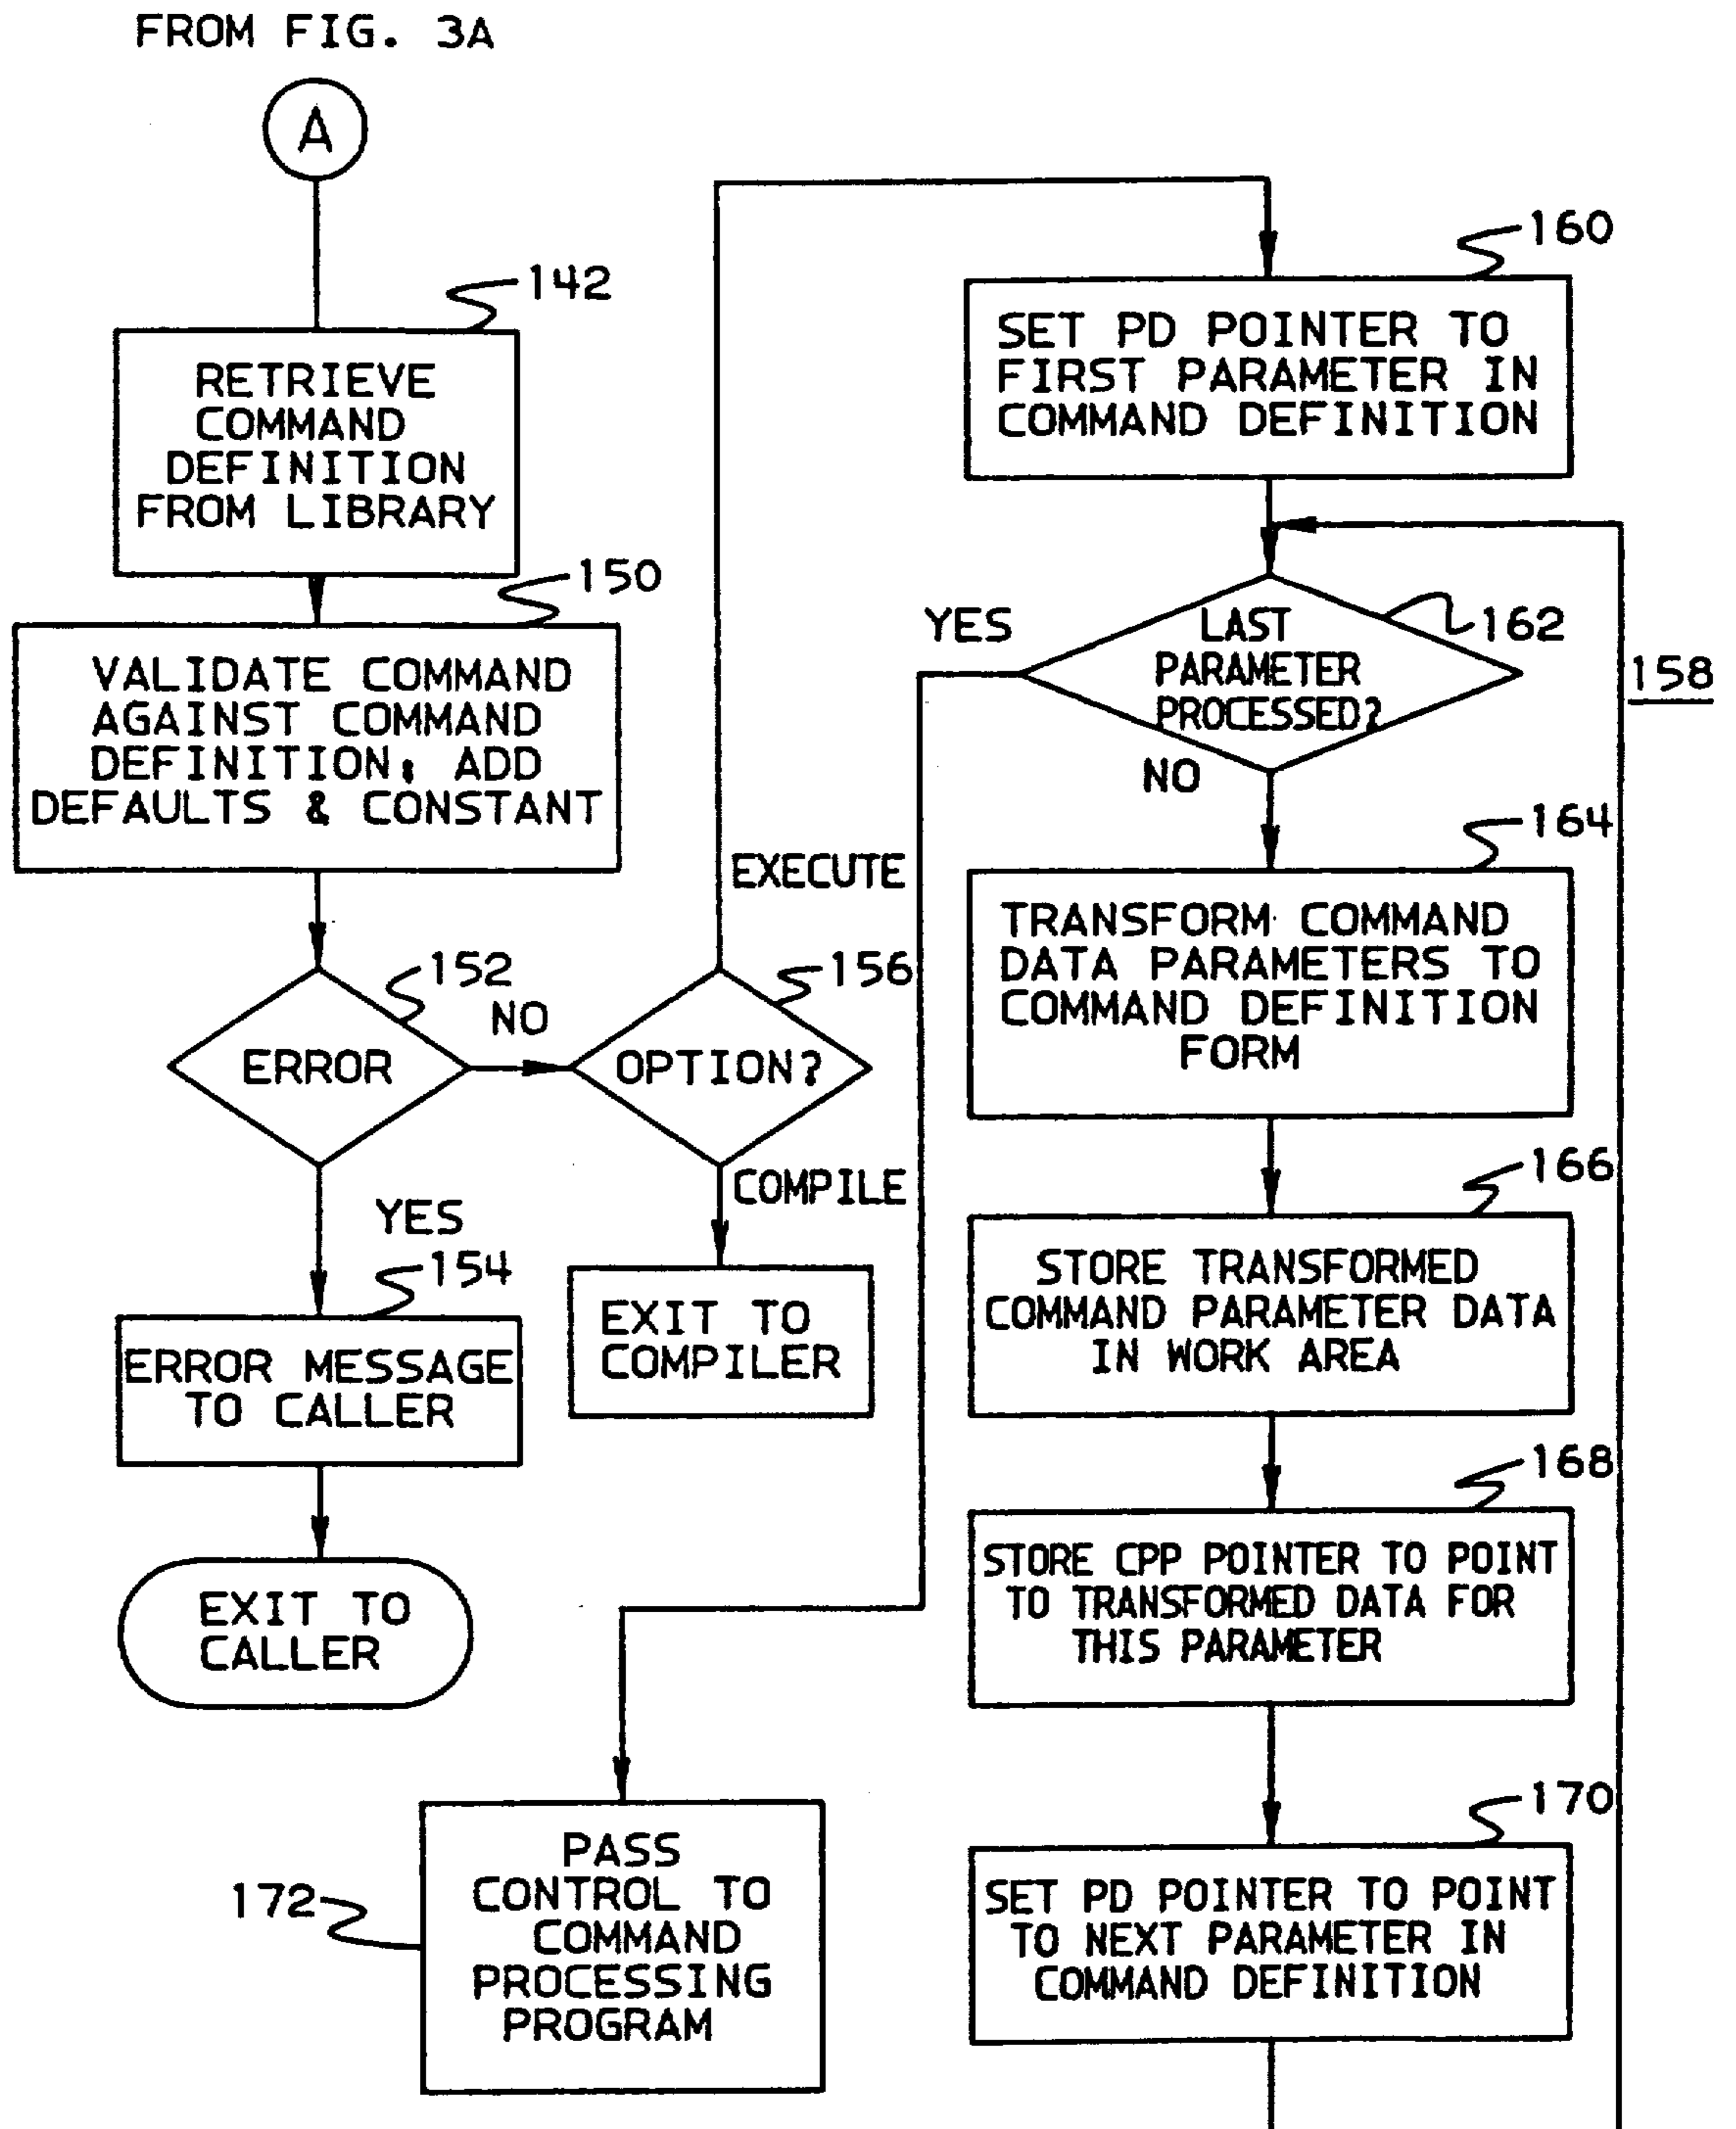 FROM FIG. 3A
A
142
RETRIEVE
COMMAND
DEFINITION
FROM LIBRARY
150
VALIDATE COMMAND
AGAINST COMMAND
DEFINITION, ADD
DEFAULTS & CONSTANT
152
ERROR
NO
YES
154
ERROR MESSAGE
TO CALLER
EXIT TO
CALLER
156
OPTION?
EXECUTE
COMPILE
EXIT TO
COMPILER
160
SET PD POINTER TO
FIRST PARAMETER IN
COMMAND DEFINITION
158
162
LAST
PARAMETER
PROCESSED?
YES
NO
164
TRANSFORM COMMAND
DATA PARAMETERS TO
COMMAND DEFINITION
FORM
166
STORE TRANSFORMED
COMMAND PARAMETER DATA
IN WORK AREA
168
STORE CPP POINTER TO POINT
TO TRANSFORMED DATA FOR
THIS PARAMETER
170
SET PD POINTER TO POINT
TO NEXT PARAMETER IN
COMMAND DEFINITION
172
PASS
CONTROL TO
COMMAND
PROCESSING
PROGRAM